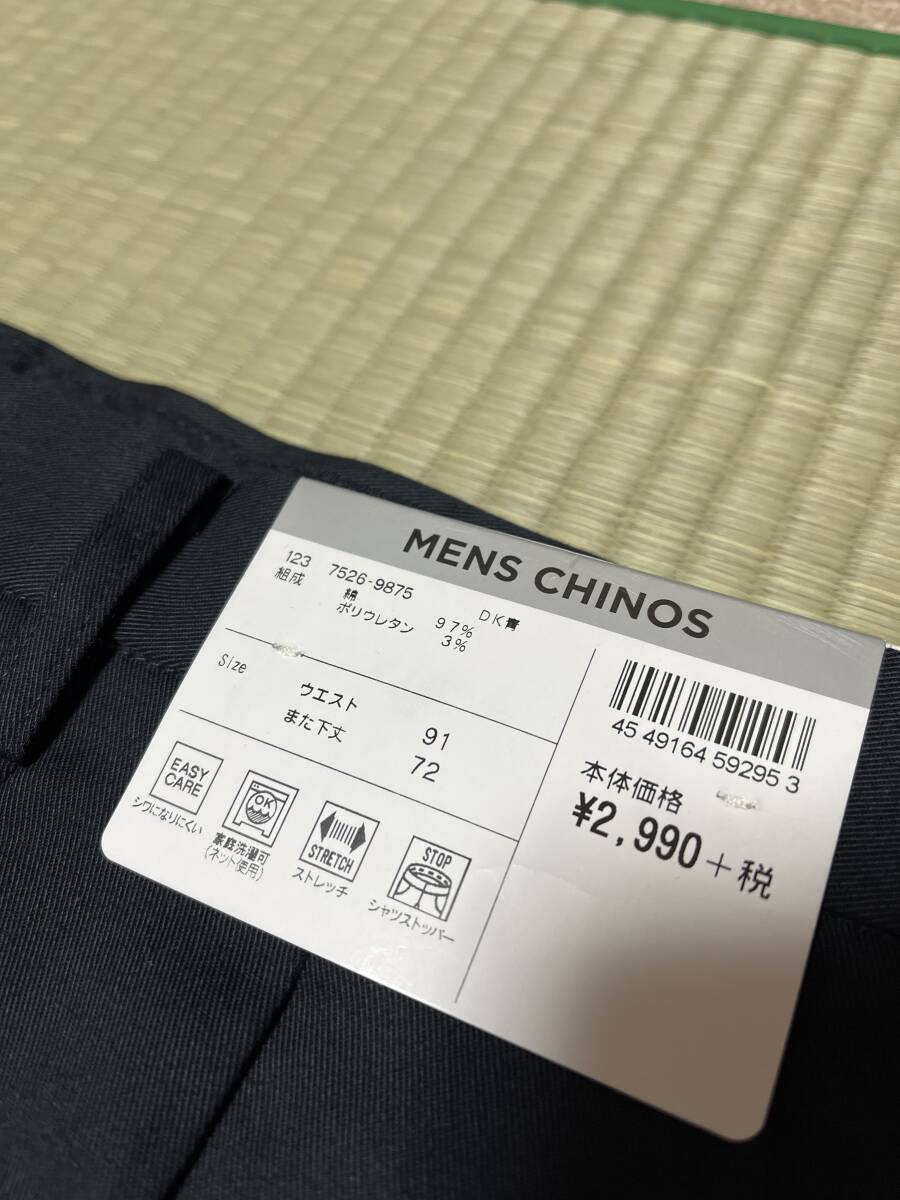 MENS CHINOS
123 7526-9875 DK青
組成 綿 97%
ポリウレタン 3%
Size
ウエスト 91
また下丈 72
EASY
CARE
シワになりにくい
OK
家庭洗濯可
(ネット使用)
STRETCH
ストレッチ
STOP
シャツストッパー
45 49164 59295 3
本体価格
¥2,990+税